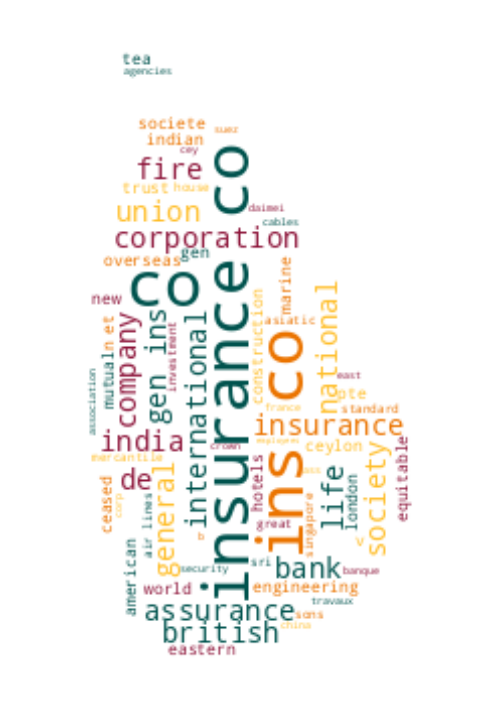 tea
agencies
societe
suez
indian
cey
fire
trust
house
union
daimei
cables
corporation
gen
overseas
marine
co
insurance co
new
company
gen ins
investment
international
construction
asiatic
national
ins co
mutual
n et
association
east
pte
france
standard
insurance
india
crown
employers
ceylon
mercantile
de
general
hotels
society
equitable
life
london
ceased
corp
air lines
great
singapore
b
american
security
sri
bank
banque
world
engineering
travaux
assurance
sons
china
british
eastern